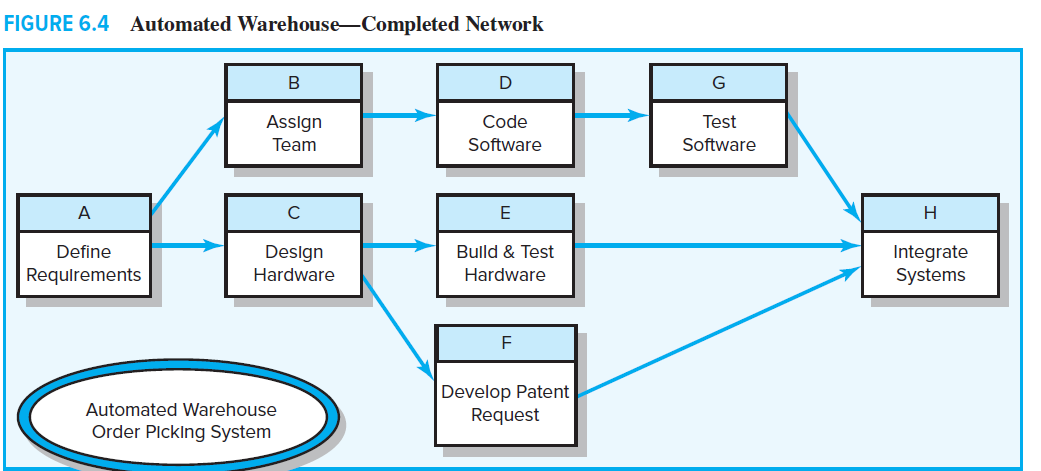 FIGURE 6.4 Automated Warehouse—Completed Network
B
Assign
Team
D
Code
Software
G
Test
Software
A
Define
Requirements
C
Design
Hardware
E
Build & Test
Hardware
H
Integrate
Systems
F
Develop Patent
Request
Automated Warehouse
Order Picking System